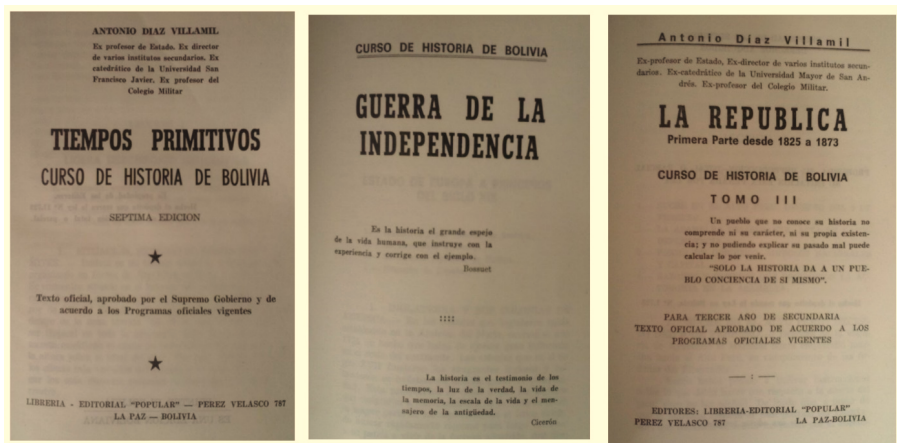 ANTONIO DIAZ VILLAMIL
Ex profesor de Estado. Ex director
de varios institutos secundarios. Ex
catedrático de la Universidad San
Francisco Javier. Ex profesor del
Colegio Militar
TIEMPOS PRIMITIVOS
CURSO DE HISTORIA DE BOLIVIA
SEPTIMA EDICION
Texto oficial, aprobado por el Supremo Gobierno y de
acuerdo a los Programas oficiales vigentes
LIBRERIA - EDITORIAL "POPULAR" — PEREZ VELASCO 787
LA PAZ — BOLIVIA
CURSO DE HISTORIA DE BOLIVIA
GUERRA DE LA
INDEPENDENCIA
Es la historia el grande espejo
de la vida humana, que instruye con la
experiencia y corrige con el ejemplo.
Bossuet
::::
La historia es el testimonio de los
tiempos, la luz de la verdad, la vida de
la memoria, la escala de la vida y el men-
sajera de la antigüedad.
Cicerón
Antonio Díaz Villamil
Ex-profesor de Estado, Ex-director de varios institutos secun-
darios. Ex-catedrático de la Universidad Mayor de San An-
drés. Ex-profesor del Colegio Militar.
LA REPUBLICA
Primera Parte desde 1825 a 1873
CURSO DE HISTORIA DE BOLIVIA
TOMO III
Un pueblo que no conoce su historia no
comprende ni su carácter, ni su propia existen-
cia; y no pudiendo explicar su pasado mal puede
calcular lo por venir.
"SOLO LA HISTORIA DA A UN PUE-
BLO CONCIENCIA DE SI MISMO".
PARA TERCER AÑO DE SECUNDARIA
TEXTO OFICIAL APROBADO DE ACUERDO A LOS
PROGRAMAS OFICIALES VIGENTES
— : —
EDITORES: LIBRERIA-EDITORIAL "POPULAR"
PEREZ VELASCO 787 LA PAZ-BOLIVIA